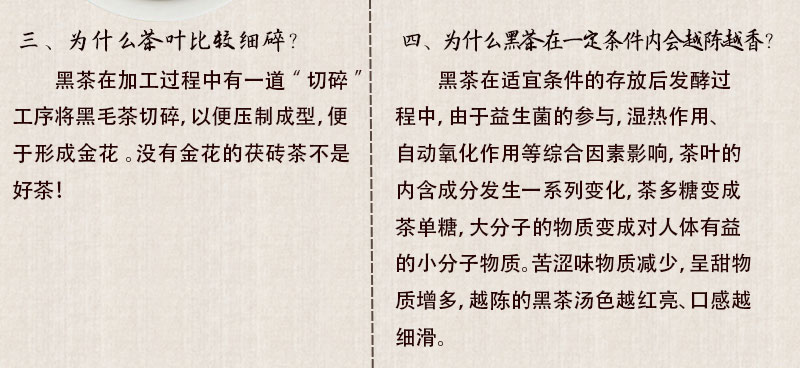 三、为什么茶叶比较细碎？
黑茶在加工过程中有一道“切碎”
工序将黑毛茶切碎，以便压制成型，便
于形成金花。没有金花的茯砖茶不是
好茶！
四、为什么黑茶在一定条件内会越陈越香？
黑茶在适宜条件的存放后发酵过
程中，由于益生菌的参与，湿热作用、
自动氧化作用等综合因素影响，茶叶的
内含成分发生一系列变化，茶多糖变成
茶单糖，大分子的物质变成对人体有益
的小分子物质。苦涩味物质减少，呈甜物
质增多，越陈的黑茶汤色越红亮、口感越
细滑。